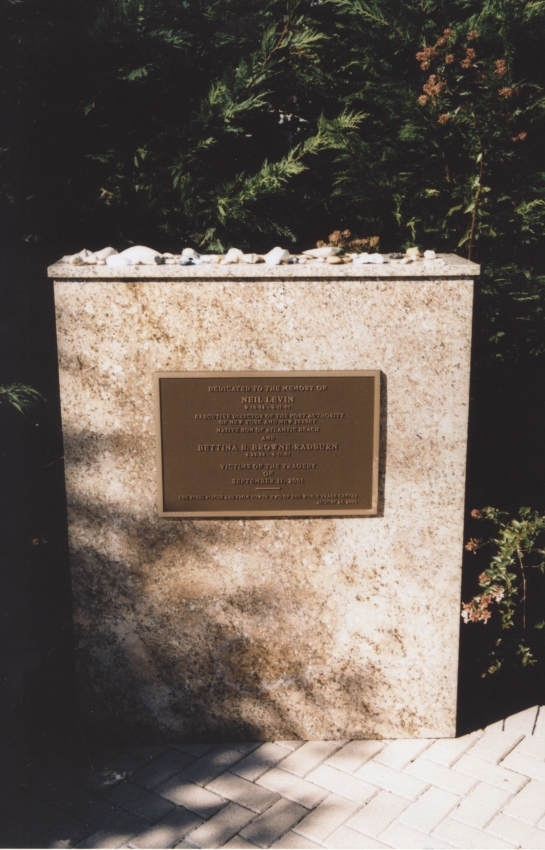 DEDICATED TO THE MEMORY OF
NEIL LEVIN
EXECUTIVE DIRECTOR OF THE PORT AUTHORITY
OF NEW YORK AND NEW JERSEY
NATIVE SON OF ATLANTIC BEACH
AND
BETTINA B. BROWNE-RADBURN
VICTIMS OF THE TRAGEDY
OF
SEPTEMBER 11, 2001